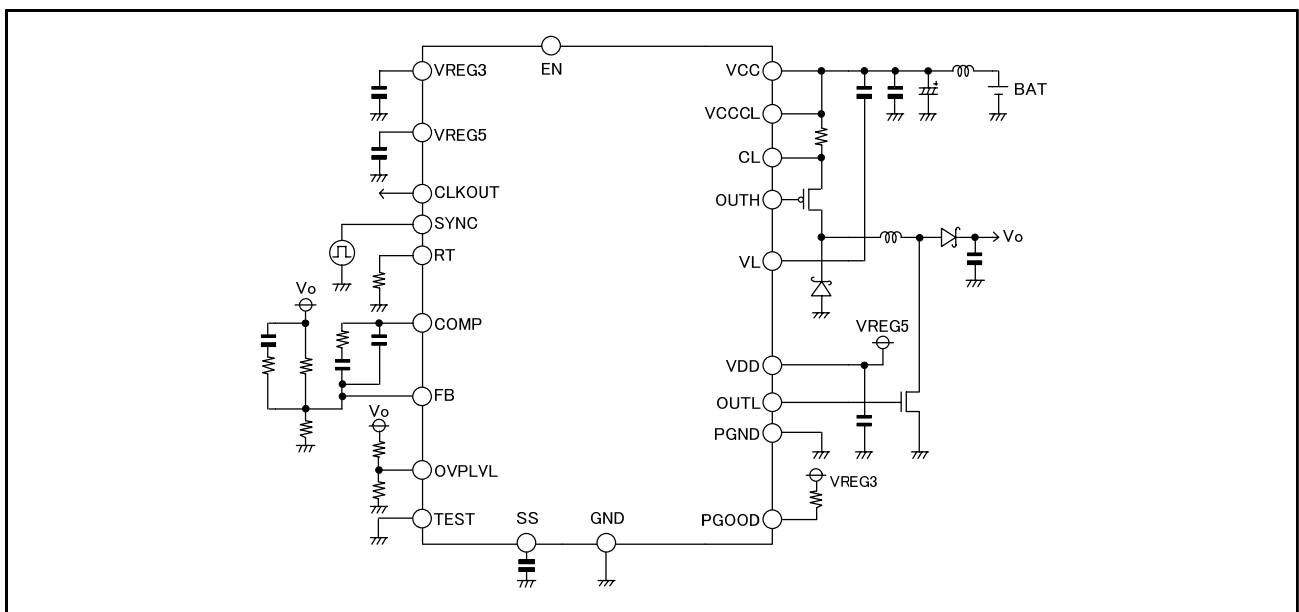 EN
VREG3
VREG5
CLKOUT
SYNC
RT
Vo
COMP
FB
Vo
OVPLVL
TEST
SS
GND
VCC
BAT
VCCCL
CL
OUTH
Vo
VL
VREG5
VDD
OUTL
PGND
VREG3
PGOOD